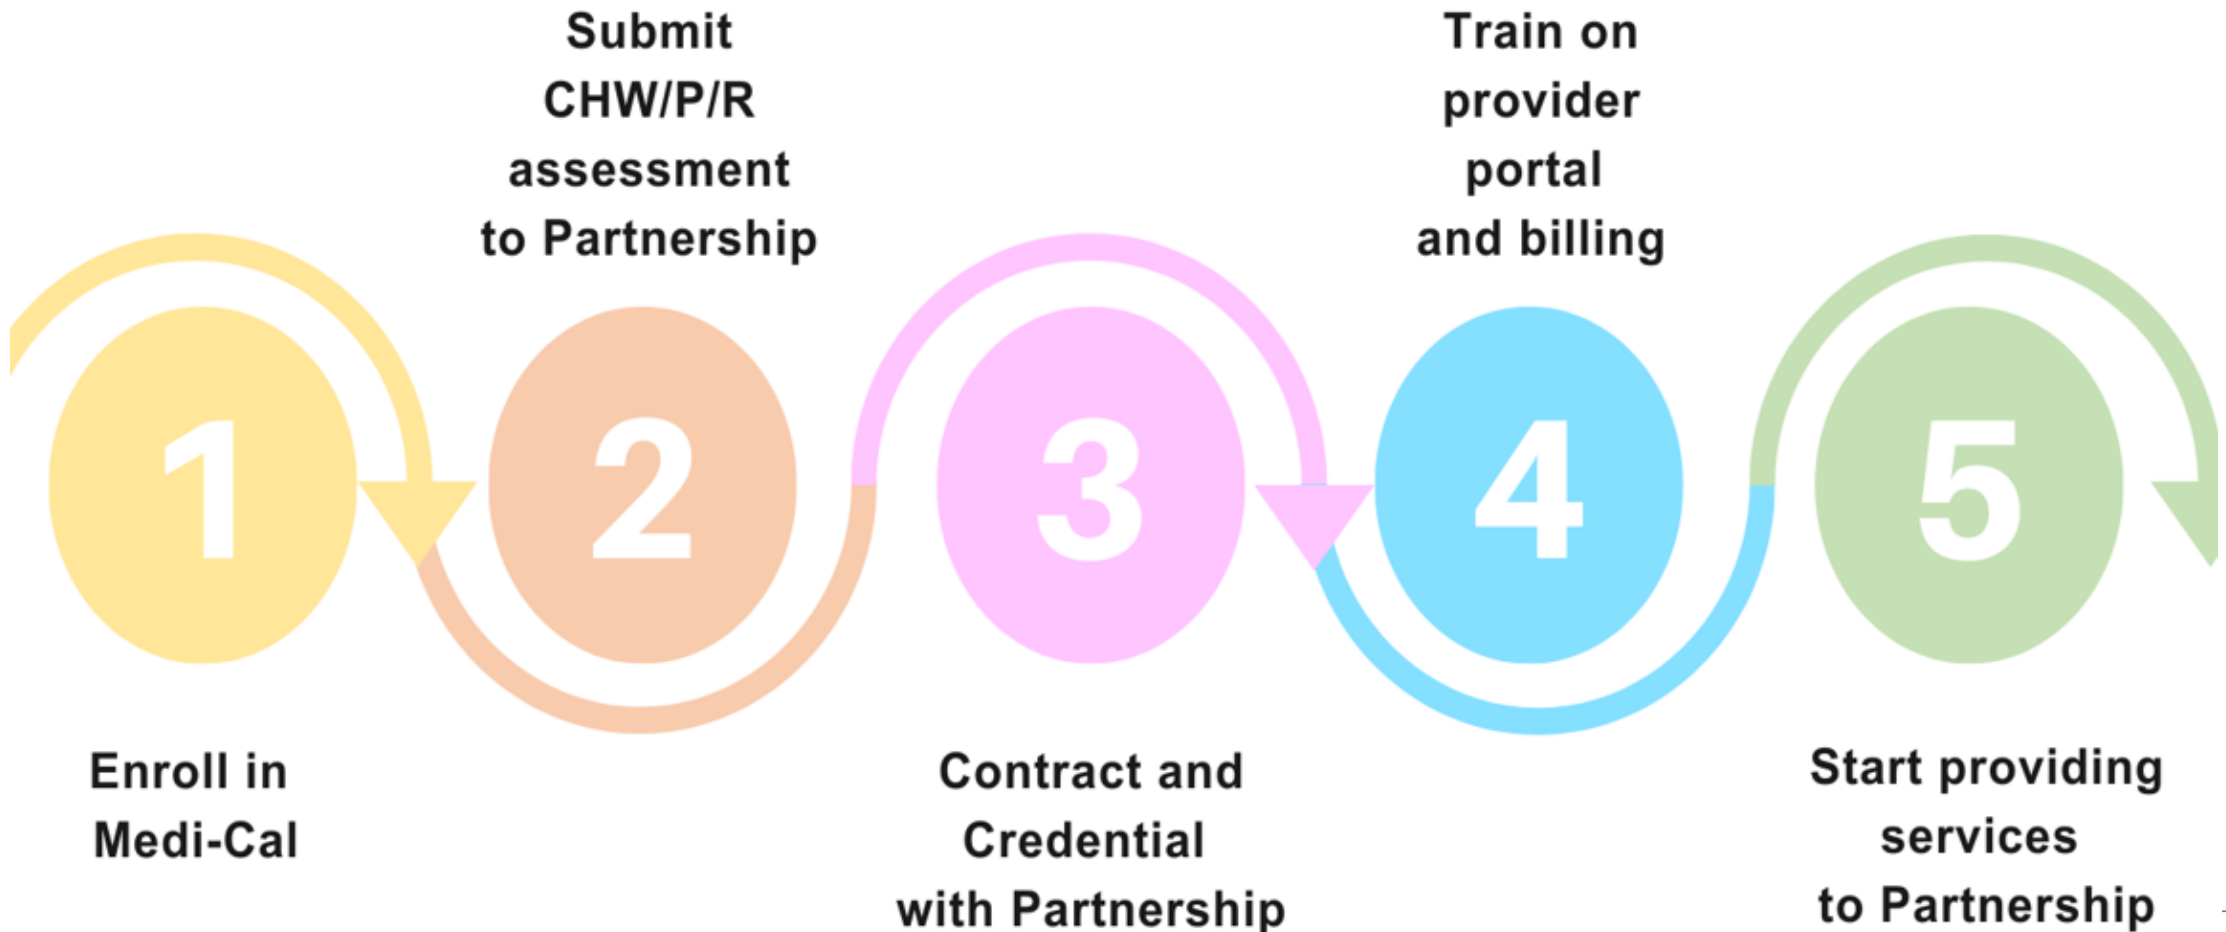 1
Enroll in
Medi-Cal
2
Submit
CHW/P/R
assessment
to Partnership
3
Contract and
Credential
with Partnership
4
Train on
provider
portal
and billing
5
Start providing
services
to Partnership